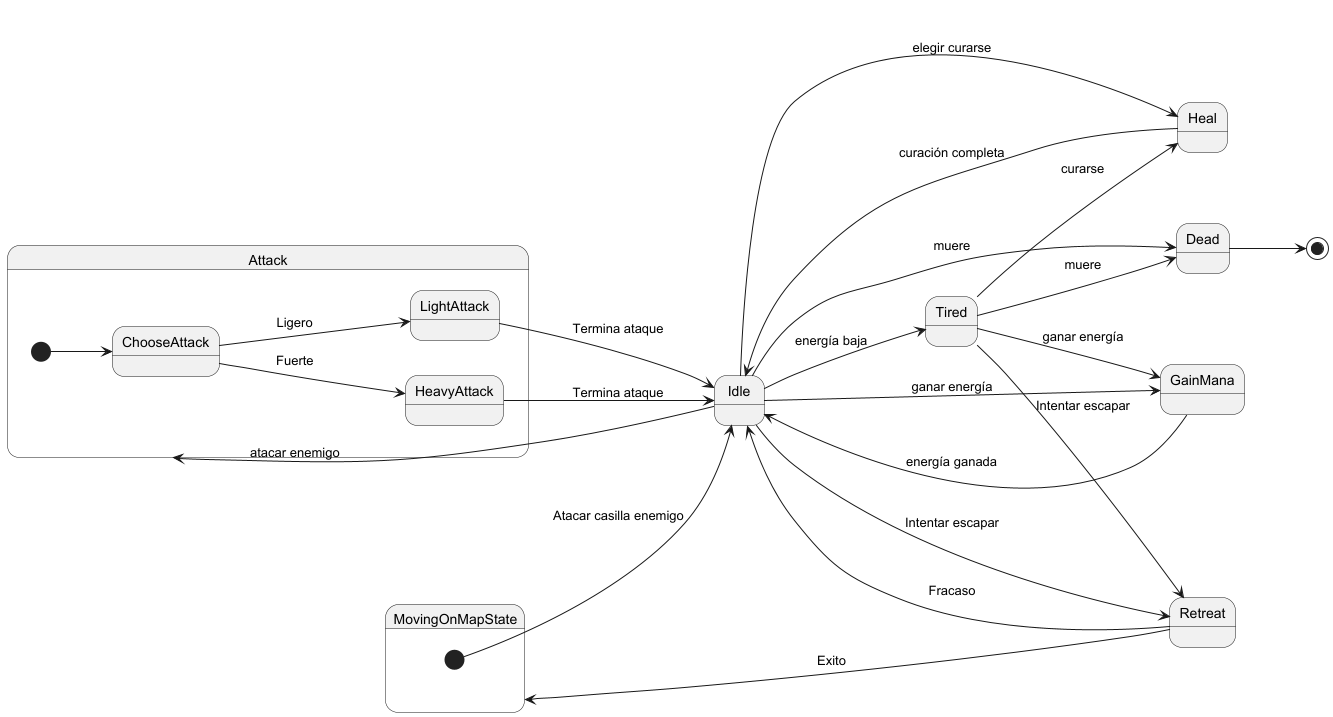 elegir curarse
Heal
curación completa
curarse
Dead
muere
muere
Attack
Tired
LightAttack
Ligero
Termina ataque
ChooseAttack
energía baja
ganar energía
Fuerte
GainMana
HeavyAttack
Termina ataque
Idle
ganar energía
Intentar escapar
atacar enemigo
energía ganada
Atacar casilla enemigo
Intentar escapar
Fracaso
MovingOnMapState
Retreat
Exito